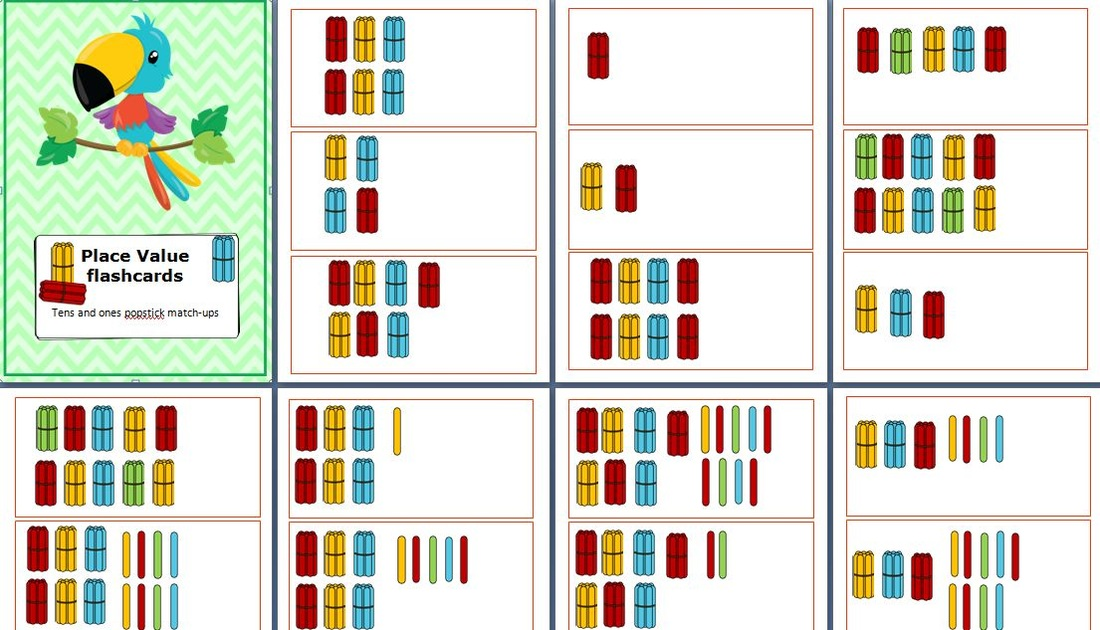 Place Value
flashcards
Tens and ones popstick match-ups